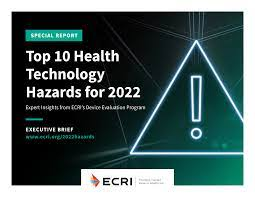 SPECIAL REPORT
Top 10 Health
Technology
Hazards for 2022
Expert Insights from ECRI's Device Evaluation Program
EXECUTIVE BRIEF
www.ecri.org/2022hazards
!
ECRI